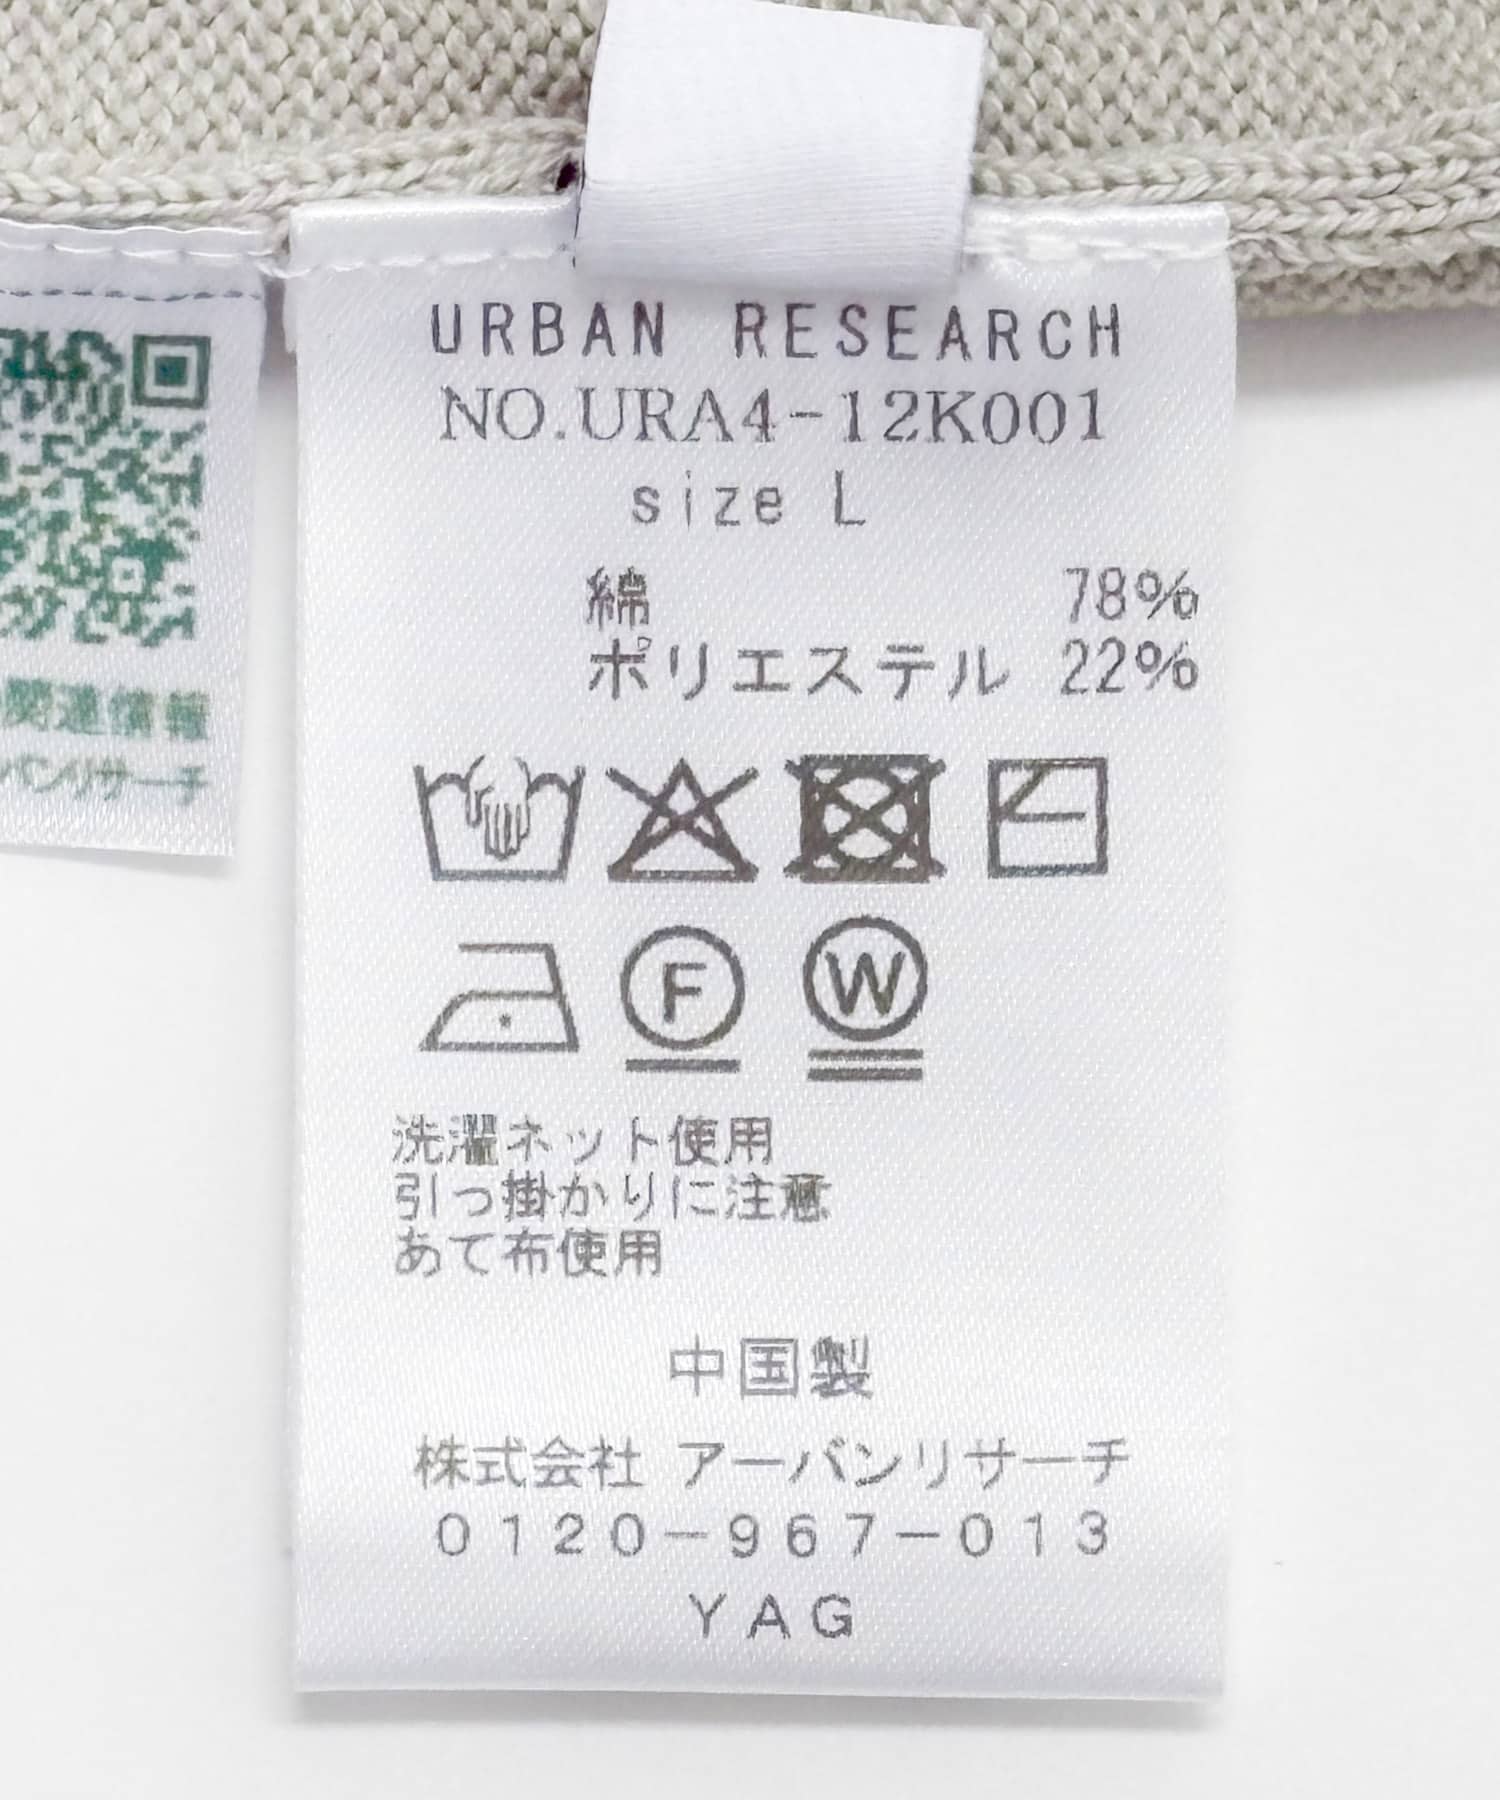 URBAN RESEARCH
NO.URA4-12K001
size L
綿 78%
ポリエステル 22%
F
W
洗濯ネット使用
引っ掛かりに注意
あて布使用
中国製
株式会社 アーバンリサーチ
0120-967-013
YAG
関連情報
バンリサーチ